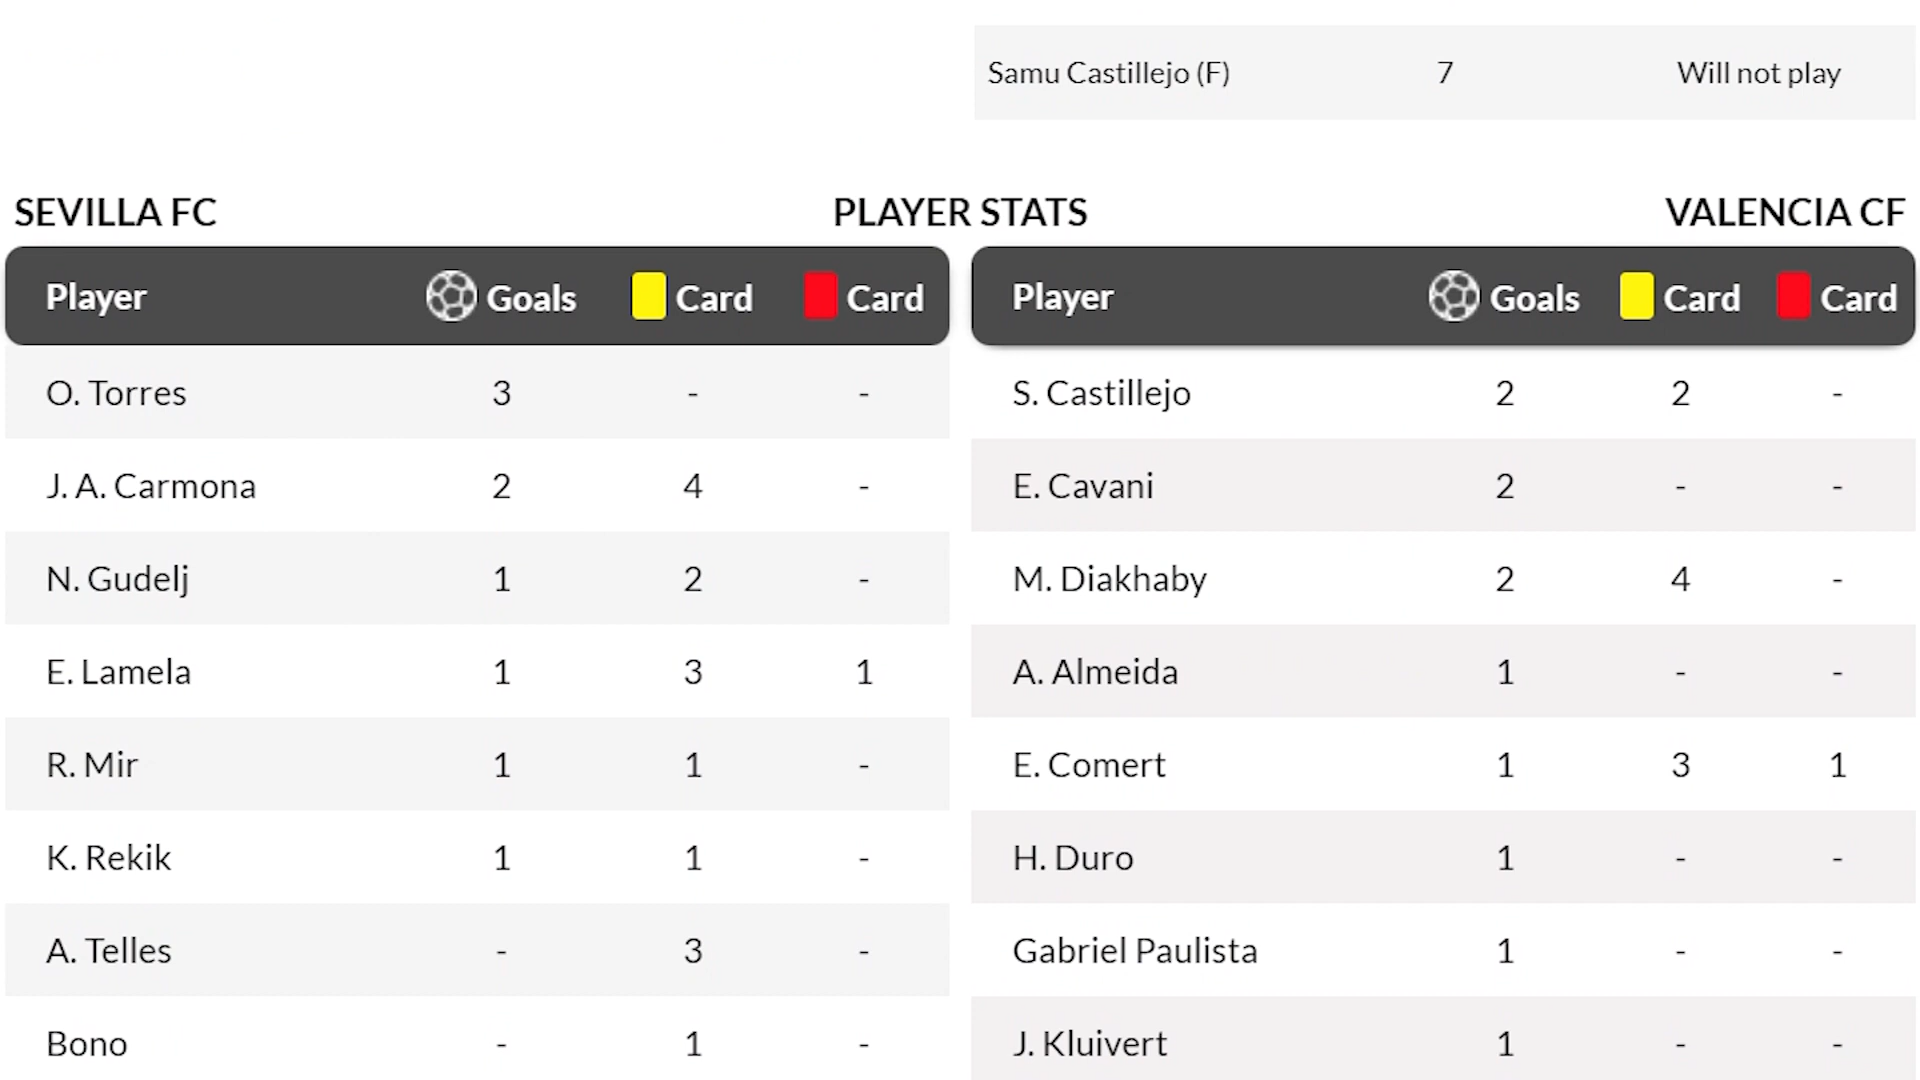 Samu Castillejo (F) 7 Will not play
SEVILLA FC PLAYER STATS VALENCIA CF
Player Goals Card Card Player Goals Card Card
O. Torres 3 - - S. Castillejo 2 2 -
J. A. Carmona 2 4 - E. Cavani 2 - -
N. Gudelj 1 2 - M. Diakhaby 2 4 -
E. Lamela 1 3 1 A. Almeida 1 - -
R. Mir 1 1 - E. Comert 1 3 1
K. Rekik 1 1 - H. Duro 1 - -
A. Telles - 3 - Gabriel Paulista 1 - -
Bono - 1 - J. Kluivert 1 - -